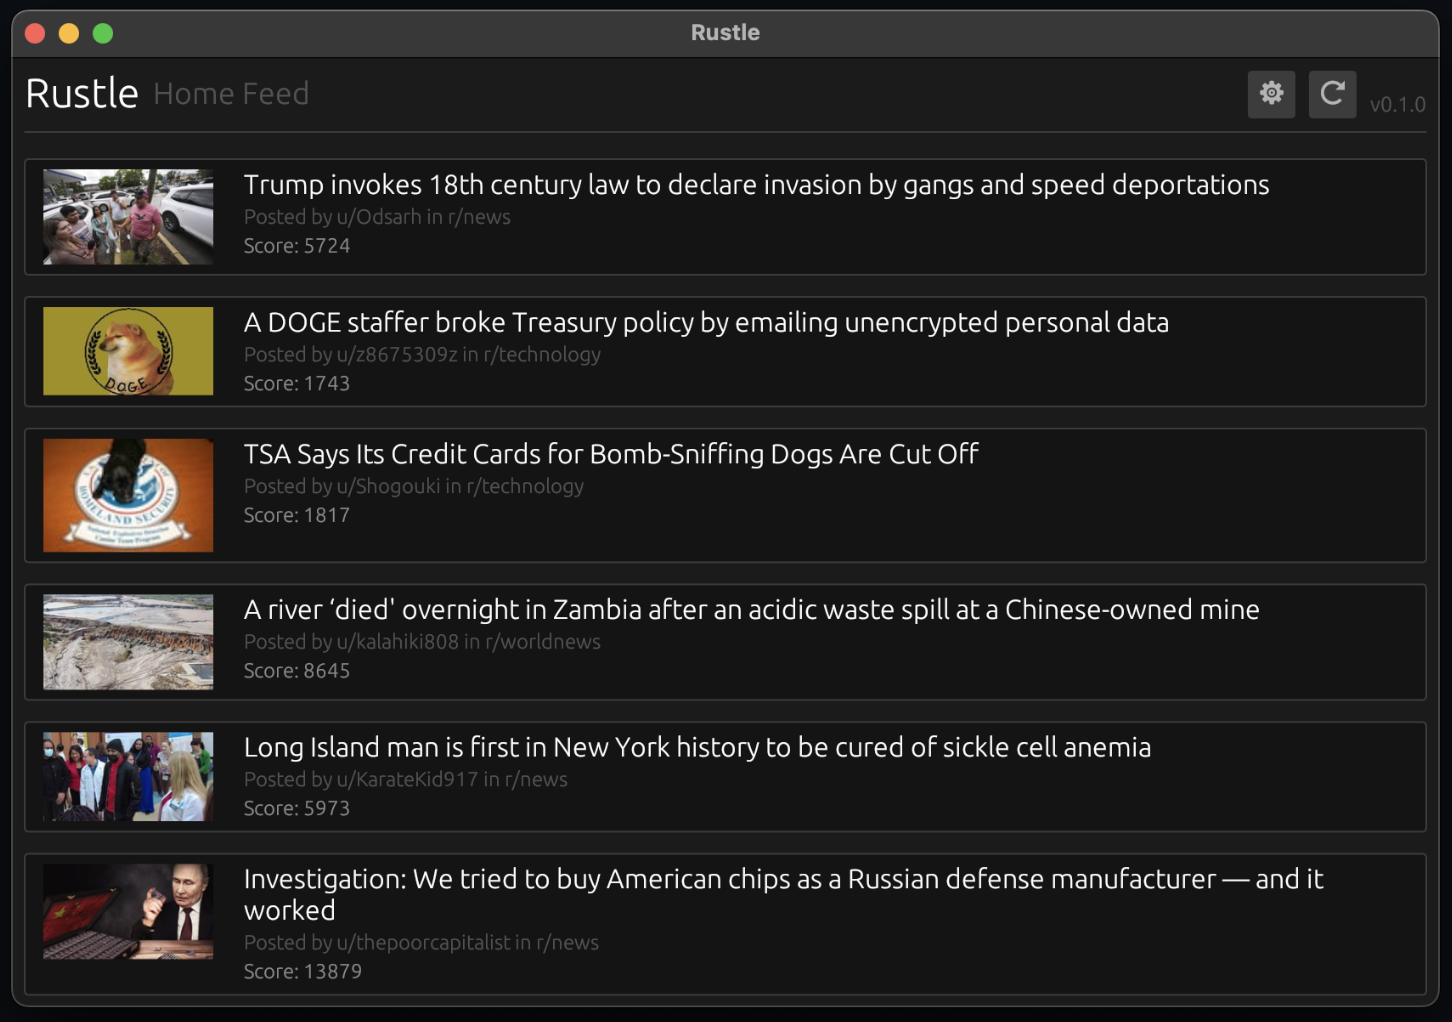 Rustle
Rustle Home Feed
v0.1.0
Trump invokes 18th century law to declare invasion by gangs and speed deportations
Posted by u/Odsarh in r/news
Score: 5724
D.O.G.E
A DOGE staffer broke Treasury policy by emailing unencrypted personal data
Posted by u/z8675309z in r/technology
Score: 1743
HOMELAND SECURITY
National Explosives Detection
Canine Team Program
TSA Says Its Credit Cards for Bomb-Sniffing Dogs Are Cut Off
Posted by u/Shogouki in r/technology
Score: 1817
A river ‘died' overnight in Zambia after an acidic waste spill at a Chinese-owned mine
Posted by u/kalahiki808 in r/worldnews
Score: 8645
Long Island man is first in New York history to be cured of sickle cell anemia
Posted by u/KarateKid917 in r/news
Score: 5973
Investigation: We tried to buy American chips as a Russian defense manufacturer — and it
worked
Posted by u/thepoorcapitalist in r/news
Score: 13879